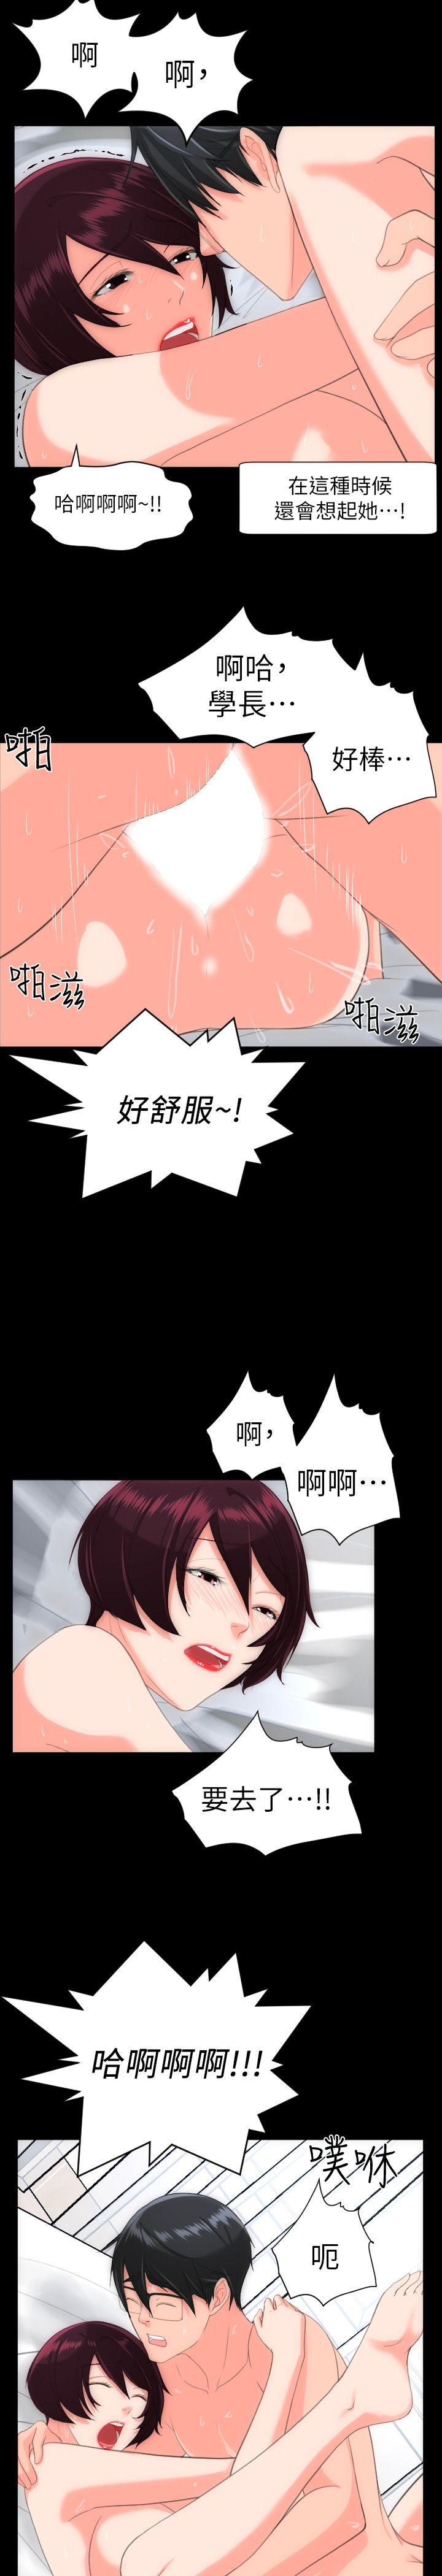 啊
啊，
哈啊啊啊~!!
在這種時候
還會想起她⋯!
啊哈，
學長⋯
好棒⋯
啪
啪滋
啪滋
好舒服~!
啊，
啊啊⋯
要去了⋯!!
哈啊啊啊!!!
噗咻
呃